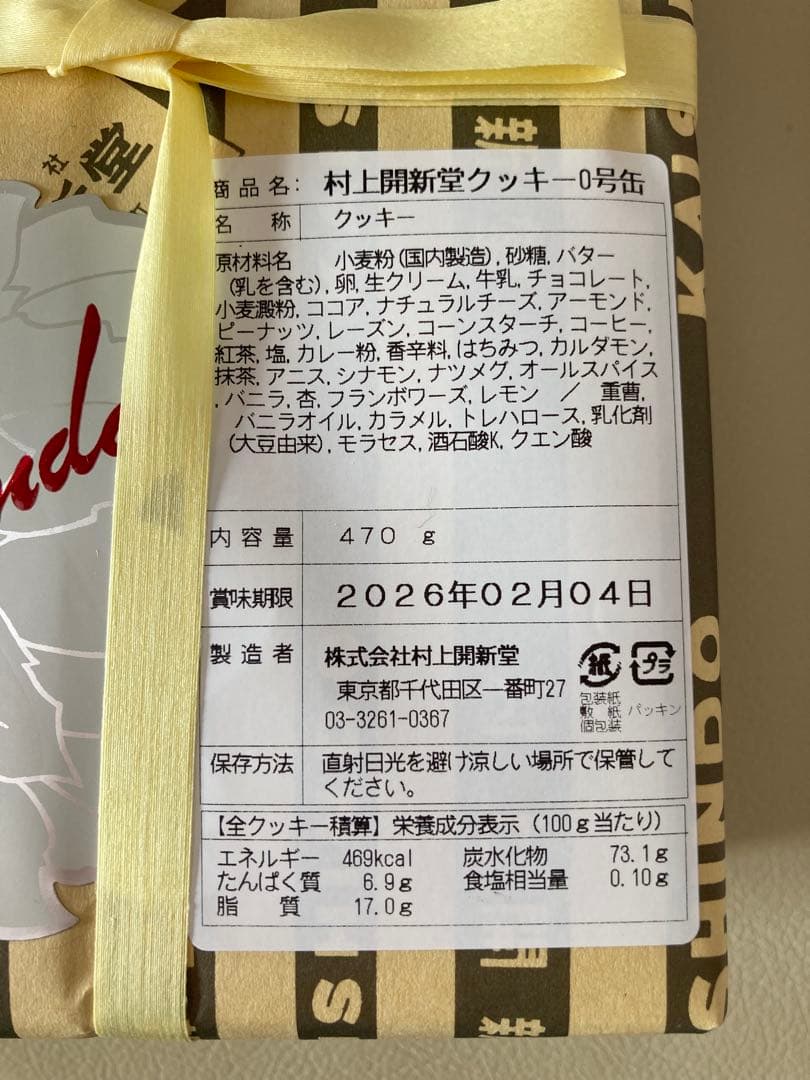 社
堂
新
KAI
商品名: 村上開新堂クッキー0号缶
名称 クッキー
原材料名 小麦粉(国内製造),砂糖,バター
(乳を含む),卵,生クリーム,牛乳,チョコレート,
小麦澱粉,ココア,ナチュラルチーズ,アーモンド,
ピーナッツ,レーズン,コーンスターチ,コーヒー,
紅茶,塩,カレー粉,香辛料,はちみつ,カルダモン,
抹茶,アニス,シナモン,ナツメグ,オールスパイス
,バニラ,杏,フランボワーズ,レモン / 重曹,
バニラオイル,カラメル,トレハロース,乳化剤
(大豆由来),モラセス,酒石酸K,クエン酸
内容量 470 g
賞味期限 2026年02月04日
製造者 株式会社村上開新堂
東京都千代田区一番町27
03-3261-0367
紙
プラ
包装紙
敷紙 パッキン
個包装
保存方法 直射日光を避け涼しい場所で保管して
ください。
【全クッキー積算】栄養成分表示(100g当たり)
エネルギー 469kcal 炭水化物 73.1g
たんぱく質 6.9g 食塩相当量 0.10g
脂質 17.0g
SHINDO
新